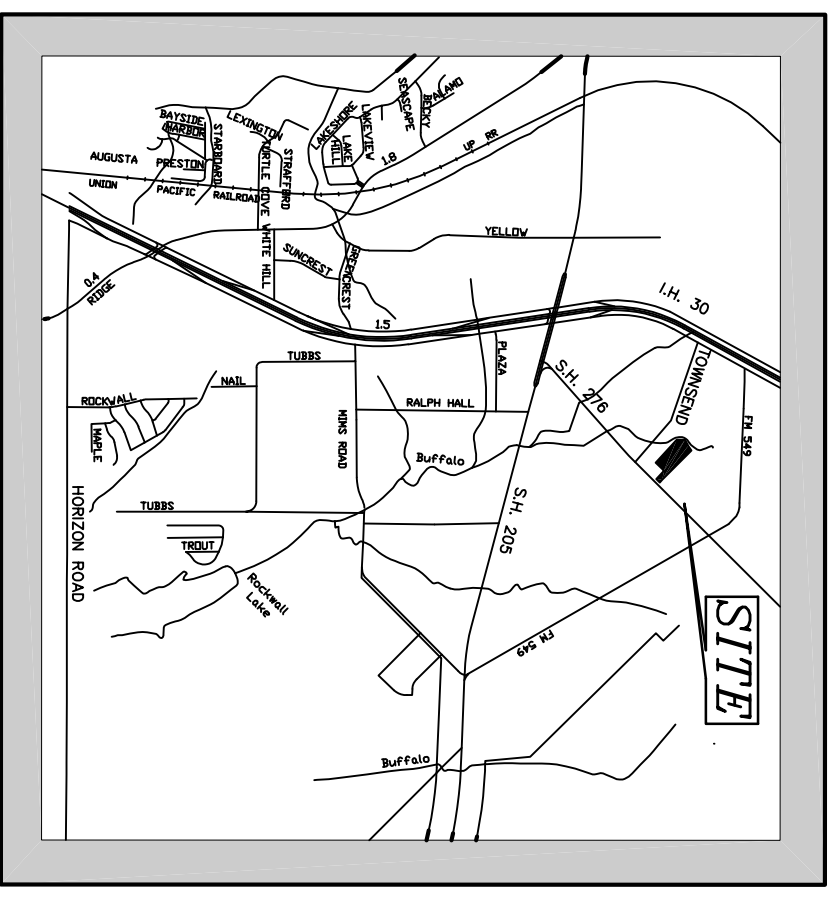 SEASCAPE
BECKY
ALAMO
LAKESHORE
LAKEVIEW
LAKE
HILL
1.8
UP RR
BAYSIDE
HARBOR
STARBOARD
LEXINGTON
STRAFFORD
TURTLE COVE
AUGUSTA
PRESTON
UNION
PACIFIC
RAILROAD
WHITE HILL
SUNCREST
GREENCREST
YELLOW
0.4
RIDGE
I.H. 30
1.5
TUBBS
PLAZA
S.H. 276
TOWNSEND
NAIL
ROCKWALL
MAPLE
MIMS ROAD
RALPH HALL
FM 549
Buffalo
HORIZON ROAD
TUBBS
TROUT
S.H. 205
Rockwall
Lake
FM 549
SITE
Buffalo